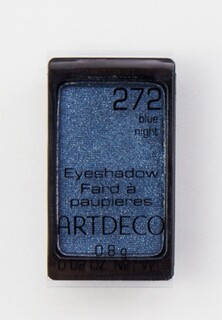 272
blue
night
Eyeshadow
Fard à
paupières
ARTDECO
0.8 g